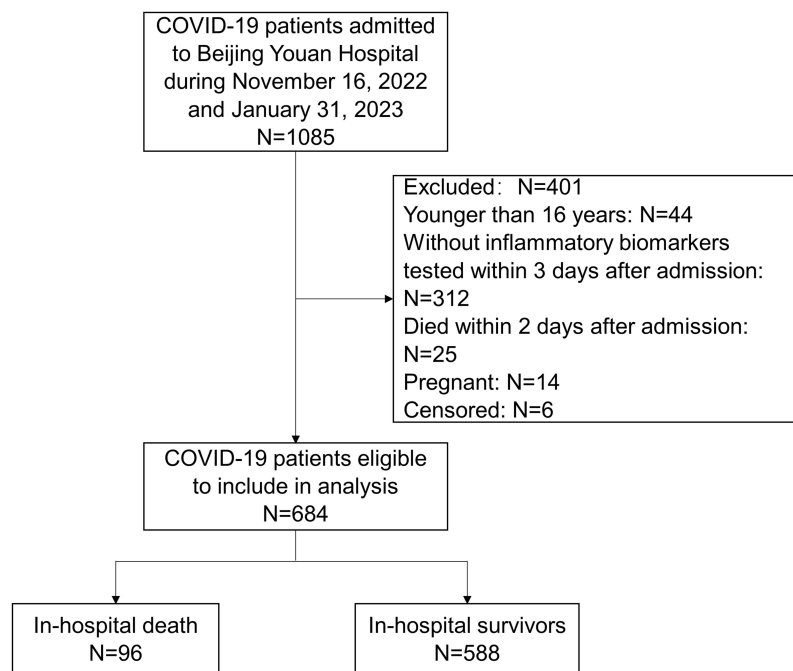 COVID-19 patients admitted
to Beijing Youan Hospital
during November 16, 2022
and January 31, 2023
N=1085
Excluded： N=401
Younger than 16 years: N=44
Without inflammatory biomarkers
tested within 3 days after admission:
N=312
Died within 2 days after admission:
N=25
Pregnant: N=14
Censored: N=6
COVID-19 patients eligible
to include in analysis
N=684
In-hospital death
N=96
In-hospital survivors
N=588